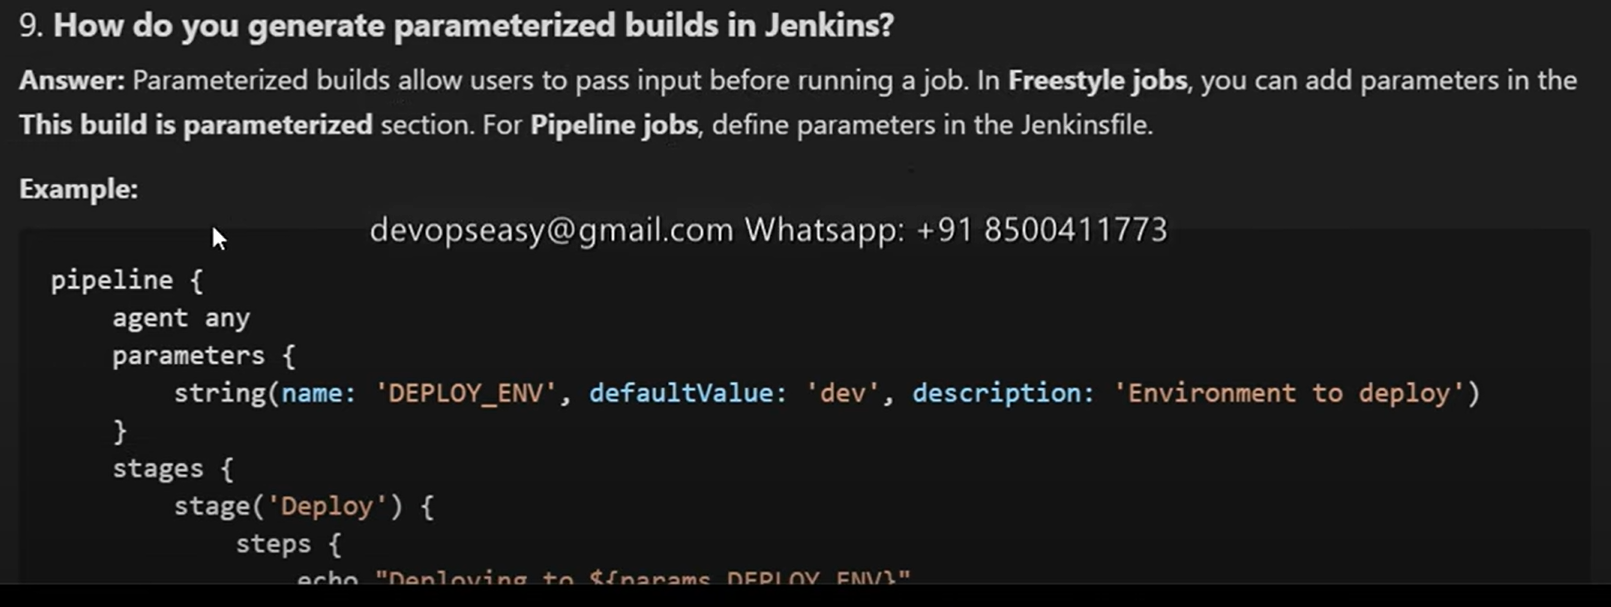 9. How do you generate parameterized builds in Jenkins?
Answer: Parameterized builds allow users to pass input before running a job. In Freestyle jobs, you can add parameters in the
This build is parameterized section. For Pipeline jobs, define parameters in the Jenkinsfile.
Example:
devopseasy@gmail.com Whatsapp: +91 8500411773
pipeline {
    agent any
    parameters {
        string(name: 'DEPLOY_ENV', defaultValue: 'dev', description: 'Environment to deploy')
    }
    stages {
        stage('Deploy') {
            steps {
                echo "Deploying to ${params.DEPLOY_ENV}"